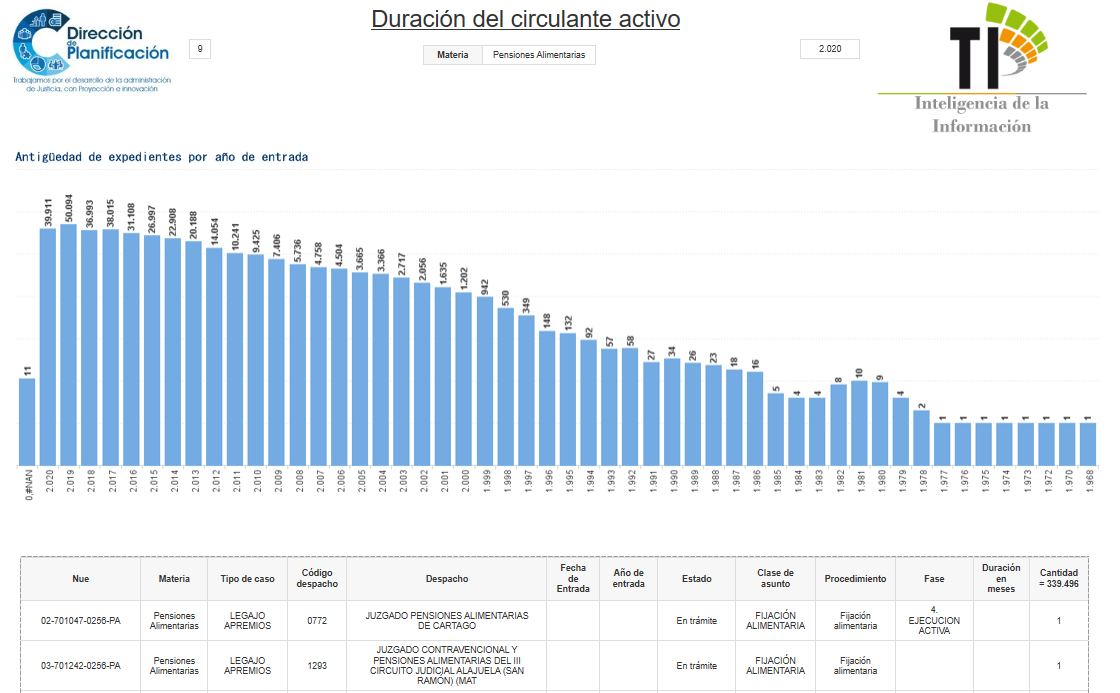 Dirección
de
Planificación
Trabajamos por el desarrollo de la administración
de Justicia, con Proyección e innovación
9
Duración del circulante activo
Materia
Pensiones Alimentarias
2.020
TI
Inteligencia de la
Información
Antigüedad de expedientes por año de entrada
11 39.911 50.094 36.993 38.015 31.108 26.997 22.908 20.188 14.054 10.241 9.425 7.406 5.736 4.758 4.504 3.665 3.366 2.717 2.056 1.635 1.202 942 530 349 148 132 92 57 58 27 34 26 23 18 16 5 4 4 8 10 9 4 2 1 1 1 1 1 1 1 1
0,#NAN 2.020 2.019 2.018 2.017 2.016 2.015 2.014 2.013 2.012 2.011 2.010 2.009 2.008 2.007 2.006 2.005 2.004 2.003 2.002 2.001 2.000 1.999 1.998 1.997 1.996 1.995 1.994 1.993 1.992 1.991 1.990 1.989 1.988 1.987 1.986 1.985 1.984 1.983 1.982 1.981 1.980 1.979 1.978 1.977 1.976 1.975 1.974 1.973 1.972 1.970 1.968
Nue
Materia
Tipo de caso
Código
despacho
Despacho
Fecha
de
Entrada
Año de
entrada
Estado
Clase de
asunto
Procedimiento
Fase
Duración
en
meses
Cantidad
= 339.496
02-701047-0256-PA
Pensiones
Alimentarias
LEGAJO
APREMIOS
0772
JUZGADO PENSIONES ALIMENTARIAS
DE CARTAGO
En trámite
FIJACIÓN
ALIMENTARIA
Fijación
alimentaria
4.
EJECUCION
ACTIVA
1
03-701242-0256-PA
Pensiones
Alimentarias
LEGAJO
APREMIOS
1293
JUZGADO CONTRAVENCIONAL Y
PENSIONES ALIMENTARIAS DEL III
CIRCUITO JUDICIAL ALAJUELA (SAN
RAMÓN) (MAT
En trámite
FIJACIÓN
ALIMENTARIA
Fijación
alimentaria
1